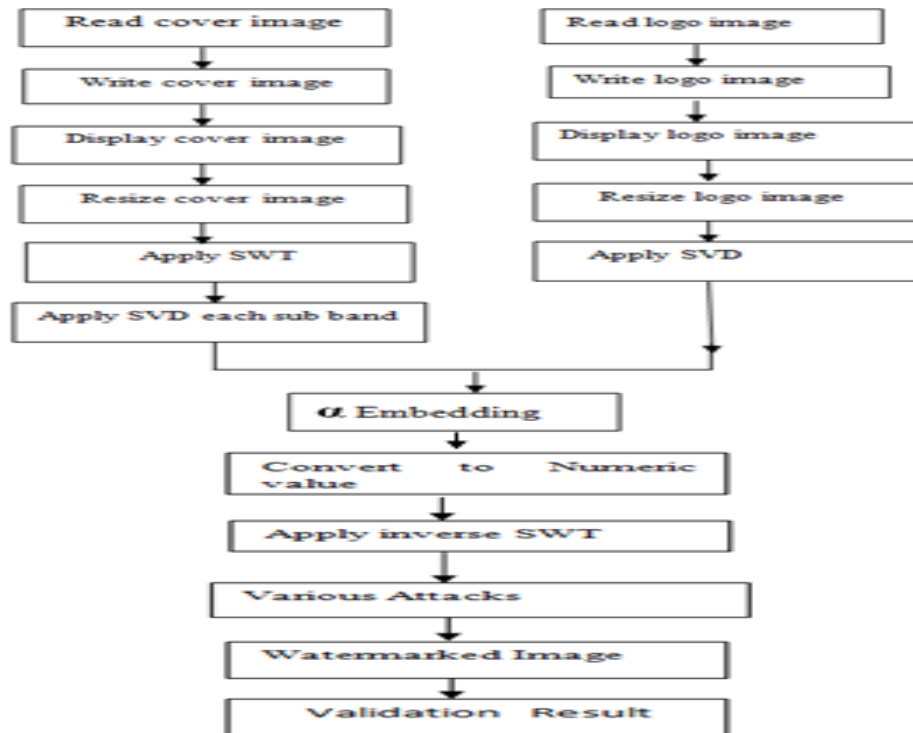 Read cover image
Write cover image
Display cover image
Resize cover image
Apply SWT
Apply SVD each sub band
Read logo image
Write logo image
Display logo image
Resize logo image
Apply SVD
α Embedding
Convert to Numeric
value
Apply inverse SWT
Various Attacks
Watermarked Image
Validation Result